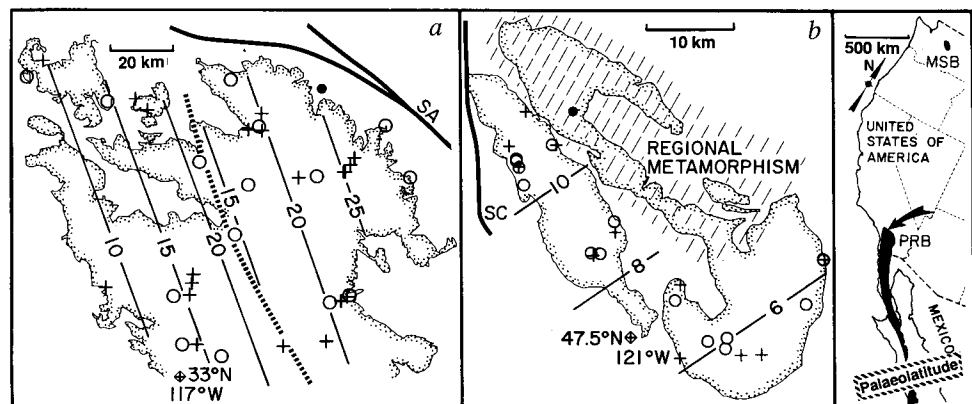 a
20 km
SA
10
15
20
15
20
25
33°N
117°W
b
10 km
REGIONAL
METAMORPHISM
SC
10
8
6
47.5°N
121°W
500 km
N
MSB
UNITED
STATES OF
AMERICA
PRB
MEXICO
Palaeolatitude